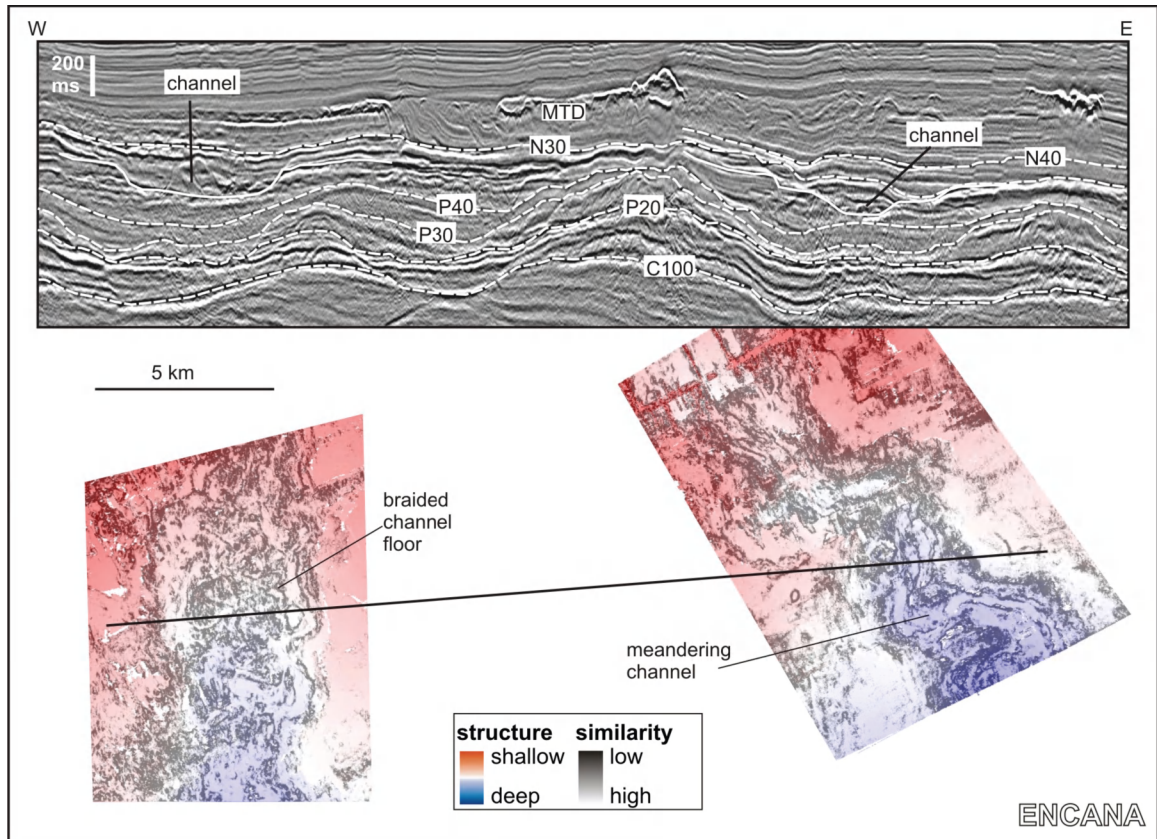 W
E
200
ms
channel
MTD
channel
N30
N40
P40
P20
P30
C100
5 km
braided
channel
floor
meandering
channel
structure
similarity
shallow
low
deep
high
ENCANA